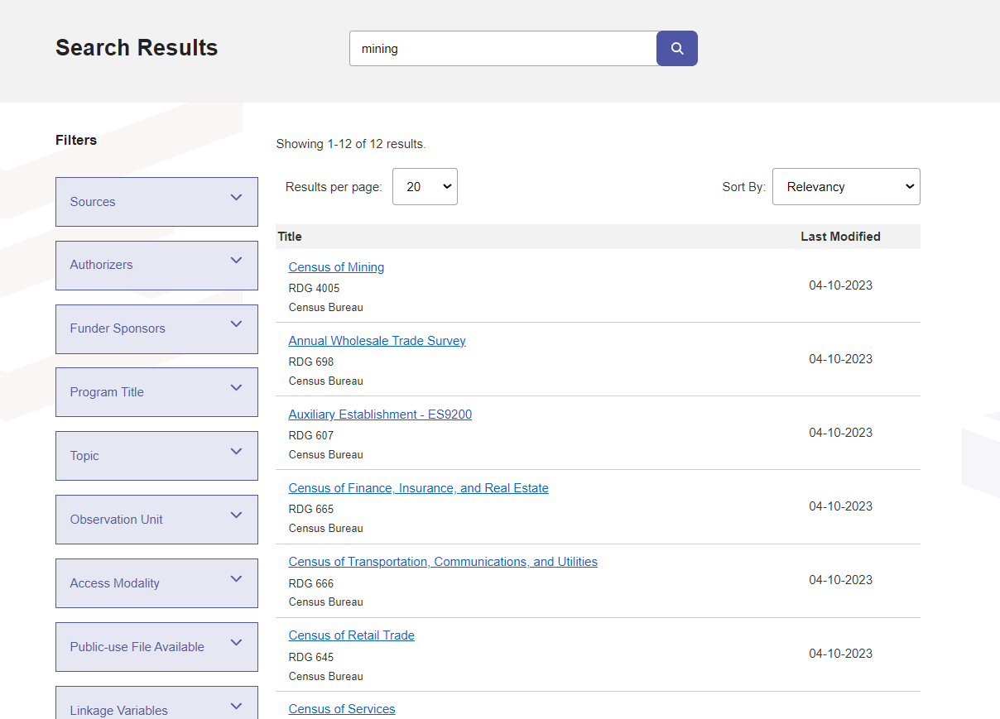 Search Results
mining
Filters
Sources
Authorizers
Funder Sponsors
Program Title
Topic
Observation Unit
Access Modality
Public-use File Available
Linkage Variables
Showing 1-12 of 12 results.
Results per page: 20
Sort By: Relevancy
Title Last Modified
Census of Mining
RDG 4005
Census Bureau
04-10-2023
Annual Wholesale Trade Survey
RDG 698
Census Bureau
04-10-2023
Auxiliary Establishment - ES9200
RDG 607
Census Bureau
04-10-2023
Census of Finance, Insurance, and Real Estate
RDG 665
Census Bureau
04-10-2023
Census of Transportation, Communications, and Utilities
RDG 666
Census Bureau
04-10-2023
Census of Retail Trade
RDG 645
Census Bureau
04-10-2023
Census of Services